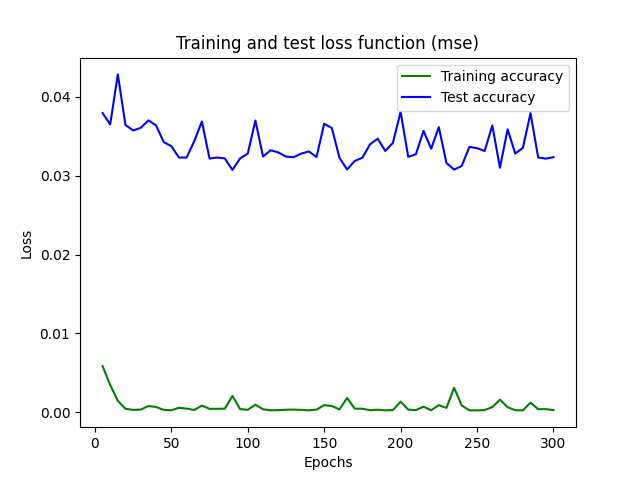 Training and test loss function (mse)
Training accuracy
Test accuracy
0.04
0.03
0.02
0.01
0.00
Loss
0
50
100
150
200
250
300
Epochs